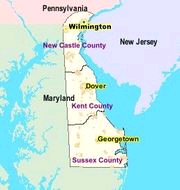 Pennsylvania
Wilmington
New Castle County
New Jersey
Dover
Maryland
Kent County
Georgetown
Sussex County